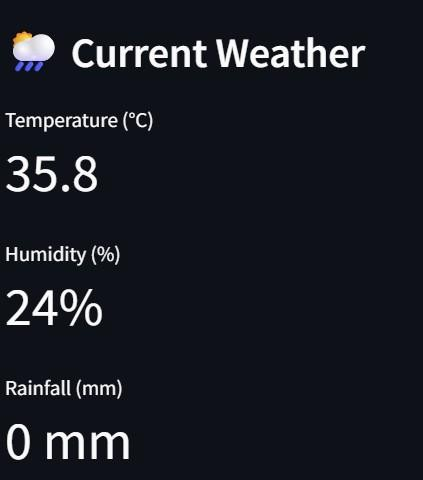 Current Weather
Temperature (°C)
35.8
Humidity (%)
24%
Rainfall (mm)
0 mm